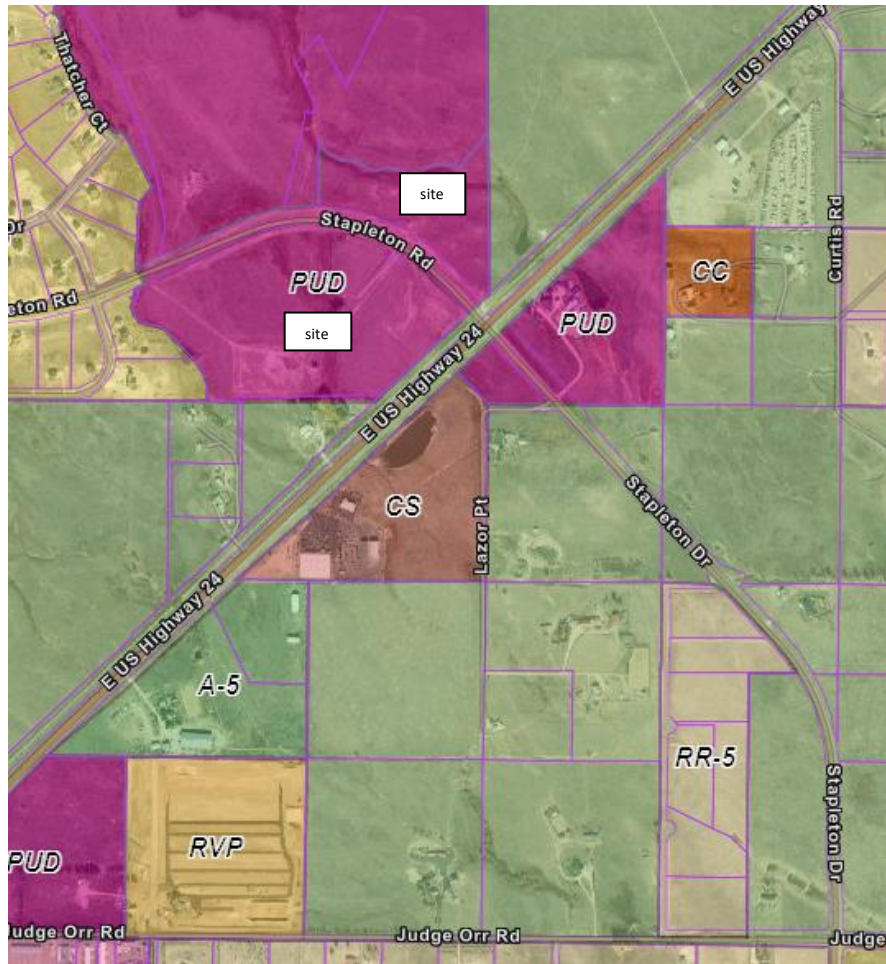 E US Highway
Thatcher Ct
site
Stapleton Rd
Curtis Rd
Dr
CC
PUD
eton Rd
PUD
site
E US Highway 24
CS
Lazor Pt
Stapleton Dr
E US Highway 24
A-5
RR-5
Stapleton Dr
RVP
PUD
Judge Orr Rd
Judge Orr Rd
Judge